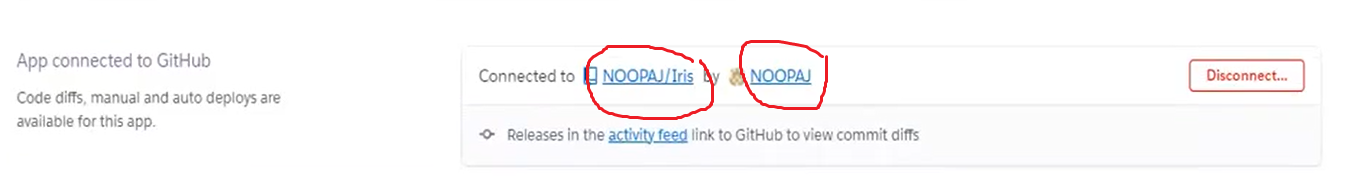 App connected to GitHub
Code diffs, manual and auto deploys are
available for this app.
Connected to NOOPAJ/Iris by NOOPAJ
Disconnect...
Releases in the activity feed link to GitHub to view commit diffs